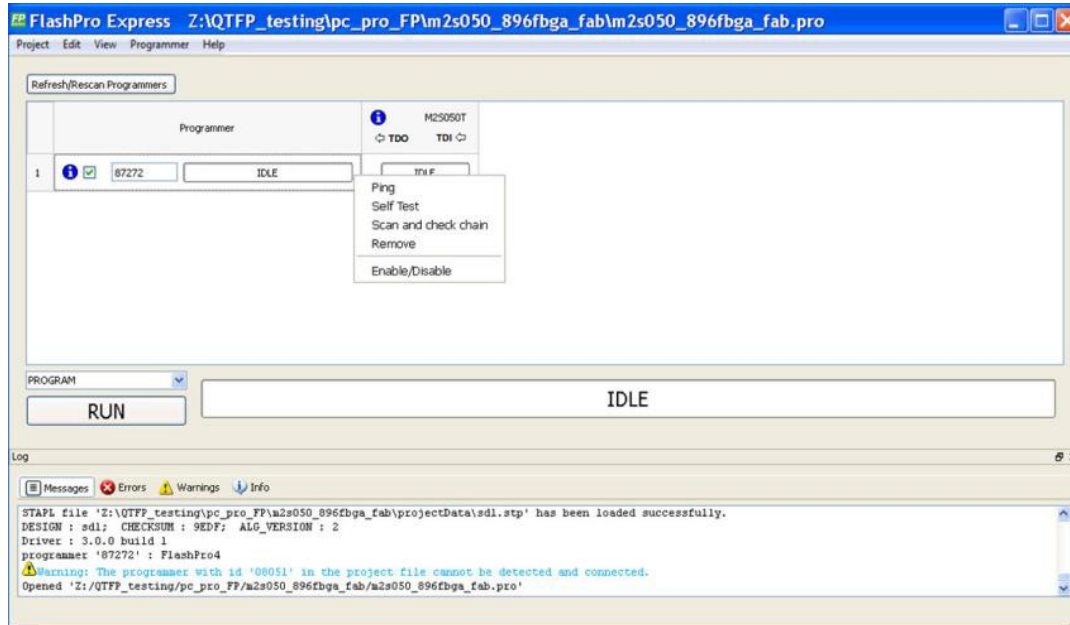 FP FlashPro Express Z:\QTFP_testing\pc_pro_FP\m2s050_896fbga_fab\m2s050_896fbga_fab.pro
Project Edit View Programmer Help
Refresh/Rescan Programmers
Programmer
M2S050T
TDO TDI
1 87272 IDLE IDLE
Ping
Self Test
Scan and check chain
Remove
Enable/Disable
PROGRAM
RUN
IDLE
Log
Messages Errors Warnings Info
STAPL file 'Z:\QTFP_testing\pc_pro_FP\m2s050_896fbga_fab\projectData\sdl.stp' has been loaded successfully.
DESIGN : sdl; CHECKSUM : 9EDF; ALG_VERSION : 2
Driver : 3.0.0 build 1
programmer '87272' : FlashPro4
Warning: The programmer with id '08051' in the project file cannot be detected and connected.
Opened 'Z:/QTFP_testing/pc_pro_FP/m2s050_896fbga_fab/m2s050_896fbga_fab.pro'